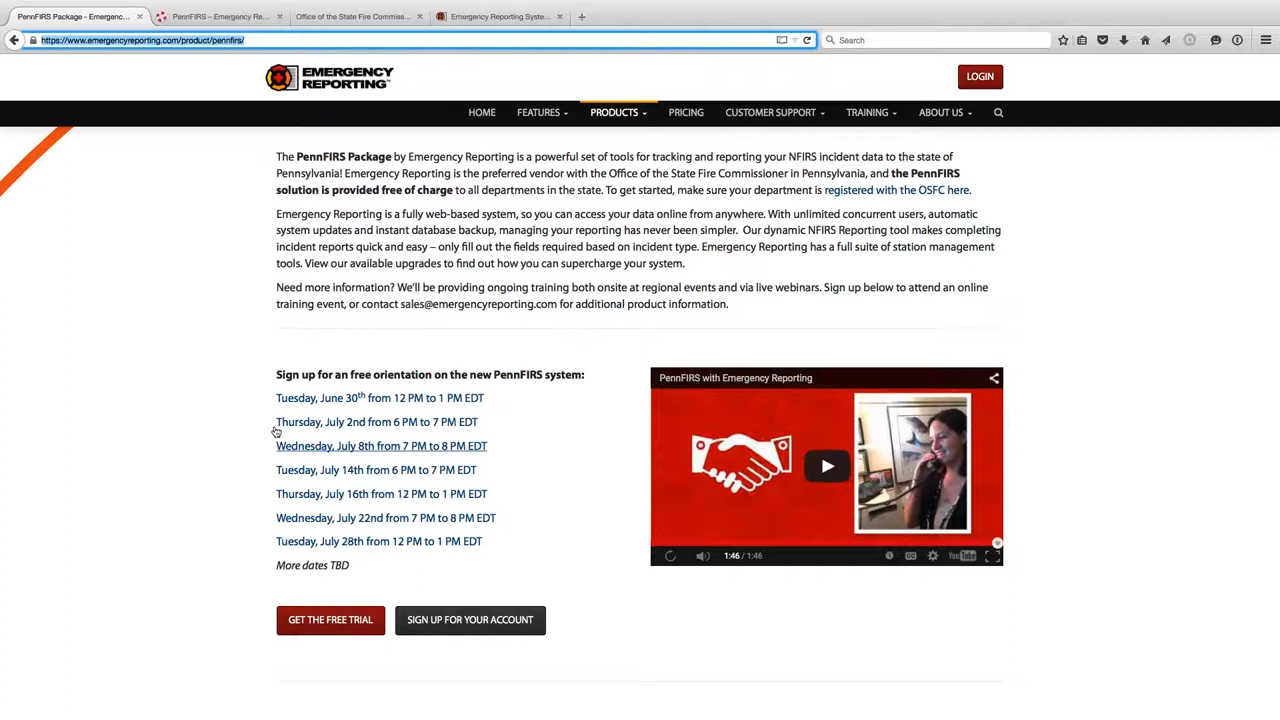 PennFIRS Package - Emergenc... × PennFIRS – Emergency Re... × Office of the State Fire Commisse... × Emergency Reporting Syste... × +
https://www.emergencyreporting.com/product/pennfirs/ Search
EMERGENCY
REPORTING™
LOGIN
HOME FEATURES PRODUCTS PRICING CUSTOMER SUPPORT TRAINING ABOUT US
The PennFIRS Package by Emergency Reporting is a powerful set of tools for tracking and reporting your NFIRS incident data to the state of
Pennsylvania! Emergency Reporting is the preferred vendor with the Office of the State Fire Commissioner in Pennsylvania, and the PennFIRS
solution is provided free of charge to all departments in the state. To get started, make sure your department is registered with the OSFC here.
Emergency Reporting is a fully web-based system, so you can access your data online from anywhere. With unlimited concurrent users, automatic
system updates and instant database backup, managing your reporting has never been simpler. Our dynamic NFIRS Reporting tool makes completing
incident reports quick and easy – only fill out the fields required based on incident type. Emergency Reporting has a full suite of station management
tools. View our available upgrades to find out how you can supercharge your system.
Need more information? We'll be providing ongoing training both onsite at regional events and via live webinars. Sign up below to attend an online
training event, or contact sales@emergencyreporting.com for additional product information.
Sign up for an free orientation on the new PennFIRS system:
Tuesday, June 30th from 12 PM to 1 PM EDT
Thursday, July 2nd from 6 PM to 7 PM EDT
Wednesday, July 8th from 7 PM to 8 PM EDT
Tuesday, July 14th from 6 PM to 7 PM EDT
Thursday, July 16th from 12 PM to 1 PM EDT
Wednesday, July 22nd from 7 PM to 8 PM EDT
Tuesday, July 28th from 12 PM to 1 PM EDT
More dates TBD
PennFIRS with Emergency Reporting
1:46 / 1:46 CC YouTube
GET THE FREE TRIAL SIGN UP FOR YOUR ACCOUNT